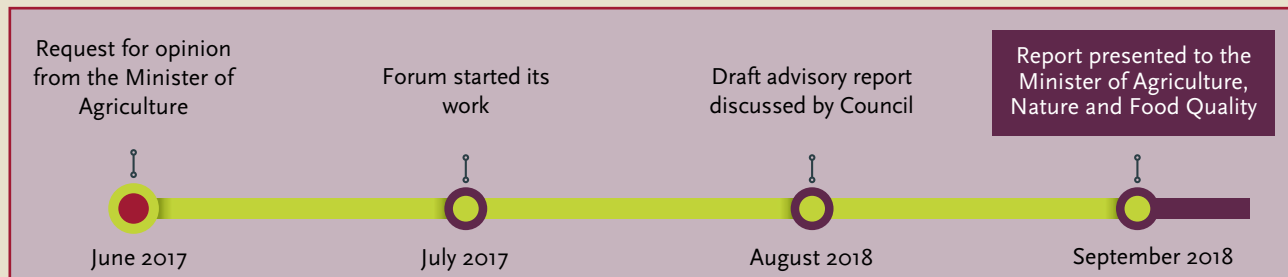 Request for opinion
from the Minister of
Agriculture
Forum started its
work
Draft advisory report
discussed by Council
Report presented to the
Minister of Agriculture,
Nature and Food Quality
June 2017
July 2017
August 2018
September 2018